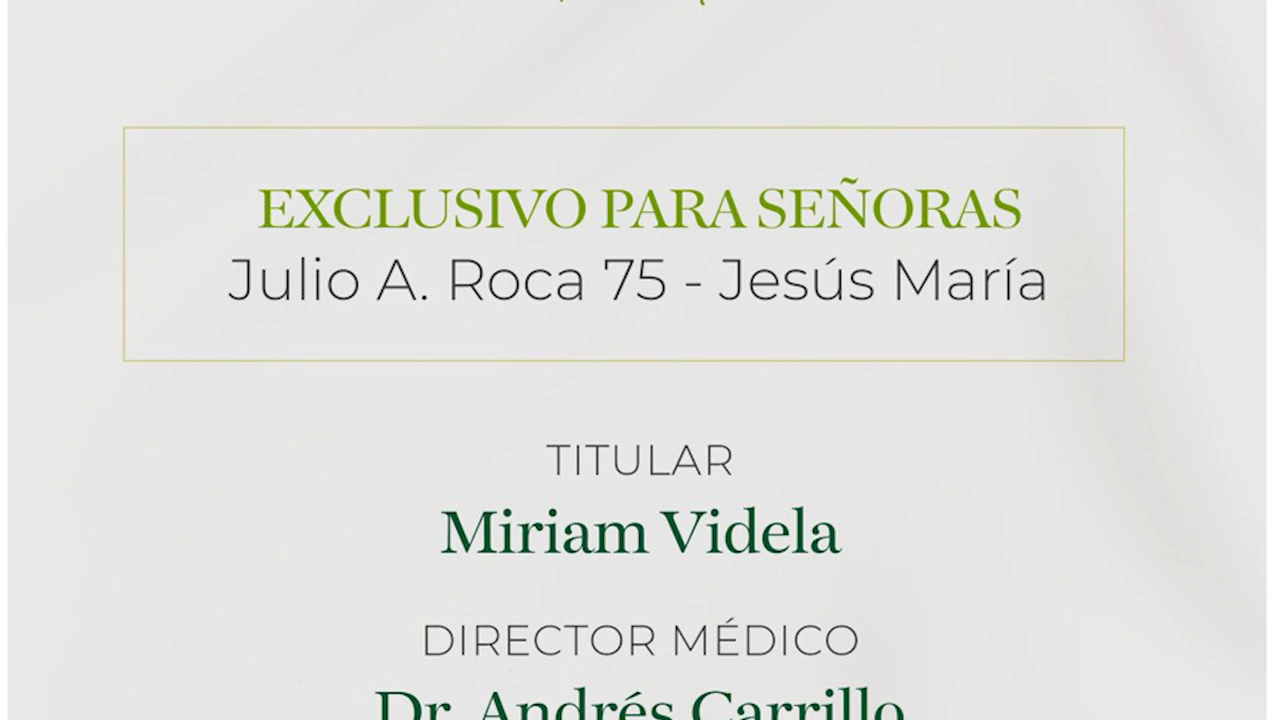 EXCLUSIVO PARA SEÑORAS
Julio A. Roca 75 - Jesús María
TITULAR
Miriam Videla
DIRECTOR MÉDICO
Dr. Andrés Carrillo